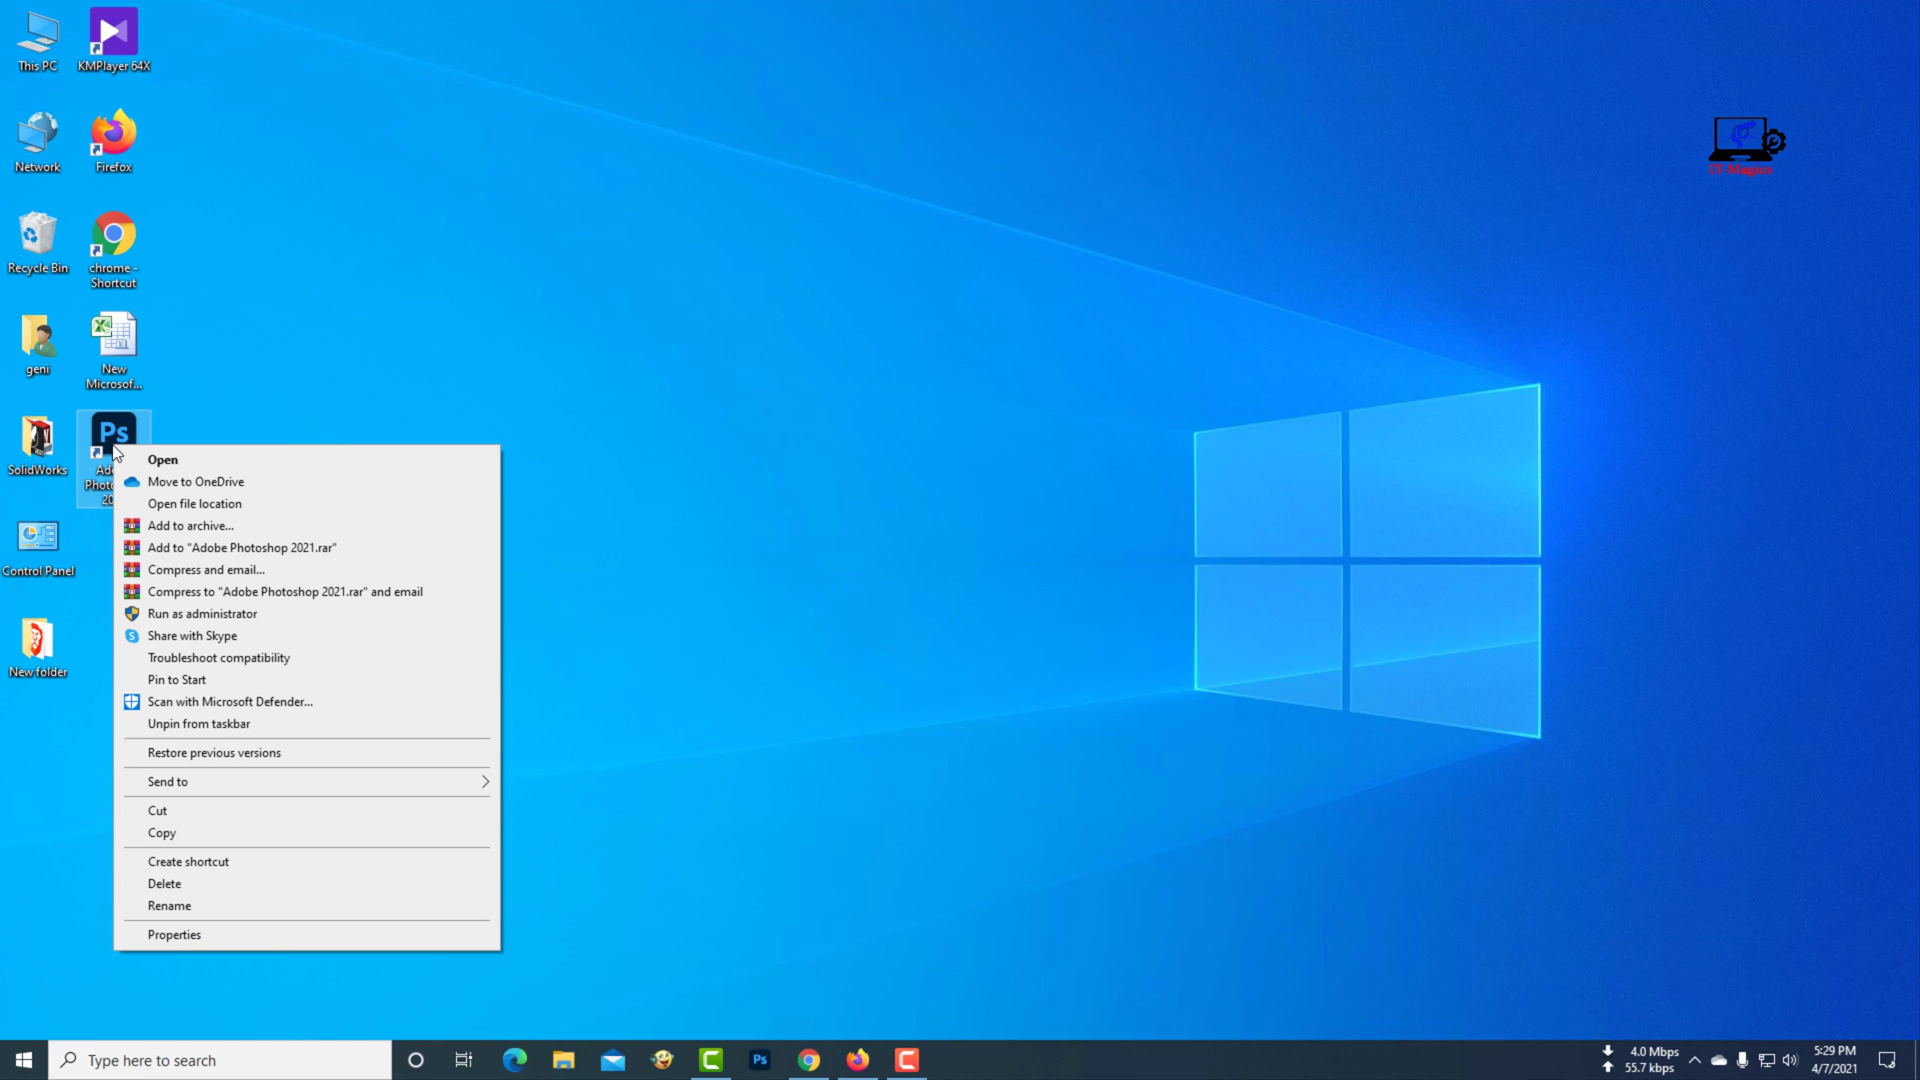 This PC
KMPlayer 64X
Network
Firefox
Recycle Bin
chrome -
Shortcut
geni
New
Microsof...
SolidWorks
Ps
Control Panel
New folder
Open
Move to OneDrive
Open file location
Add to archive...
Add to "Adobe Photoshop 2021.rar"
Compress and email...
Compress to "Adobe Photoshop 2021.rar" and email
Run as administrator
Share with Skype
Troubleshoot compatibility
Pin to Start
Scan with Microsoft Defender...
Unpin from taskbar
Restore previous versions
Send to
Cut
Copy
Create shortcut
Delete
Rename
Properties
IT-Magics
Type here to search
Ps
4.0 Mbps
55.7 kbps
5:29 PM
4/7/2021